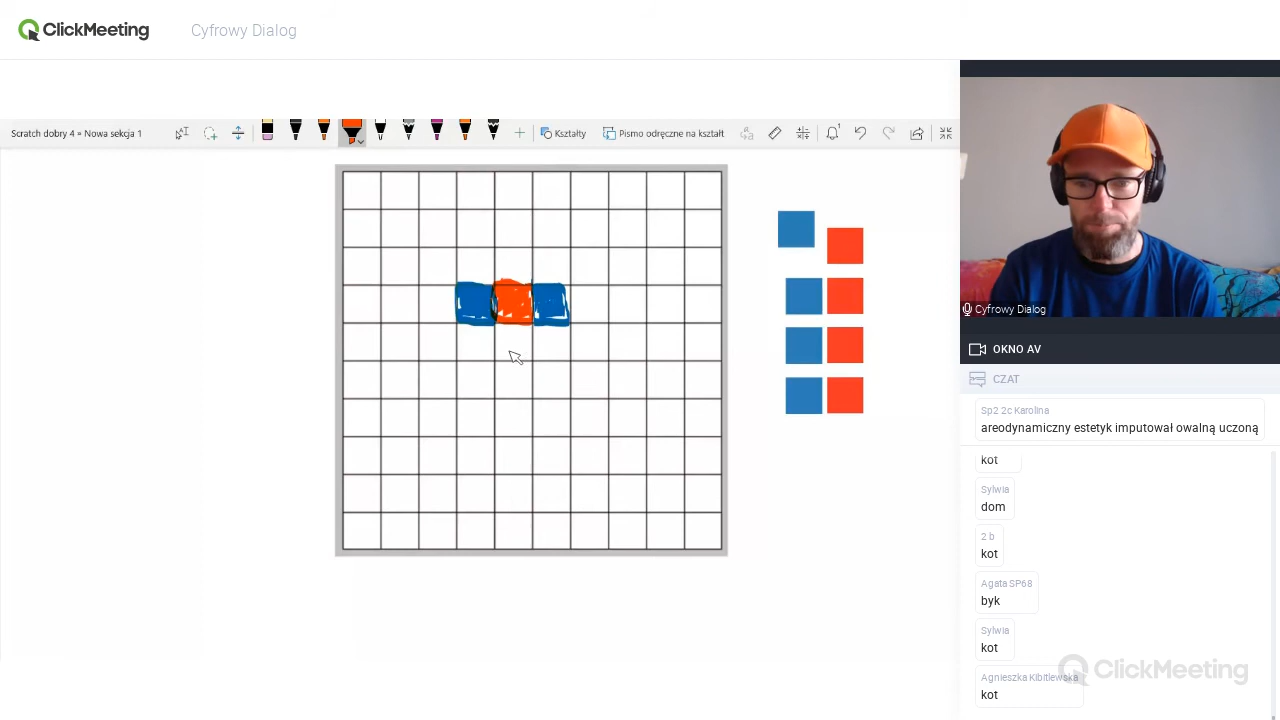 ClickMeeting
Cyfrowy Dialog
Scratch dobry 4 = Nowa sekcja 1
Kształty
Pismo odręczne na kształt
Cyfrowy Dialog
OKNO AV
CZAT
Sp2 2c Karolina
areodynamiczny estetyk imputował owalną uczoną
kot
Sylwia
dom
2 b
kot
Agata SP68
byk
Sylwia
kot
Agnieszka Kibitlewska
kot
ClickMeeting